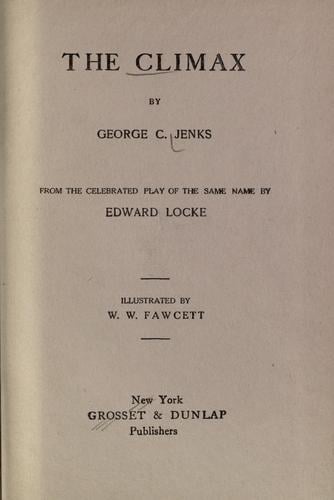 THE CLIMAX
BY
GEORGE C. JENKS
FROM THE CELEBRATED PLAY OF THE SAME NAME BY
EDWARD LOCKE
ILLUSTRATED BY
W. W. FAWCETT
New York
GROSSET & DUNLAP
Publishers